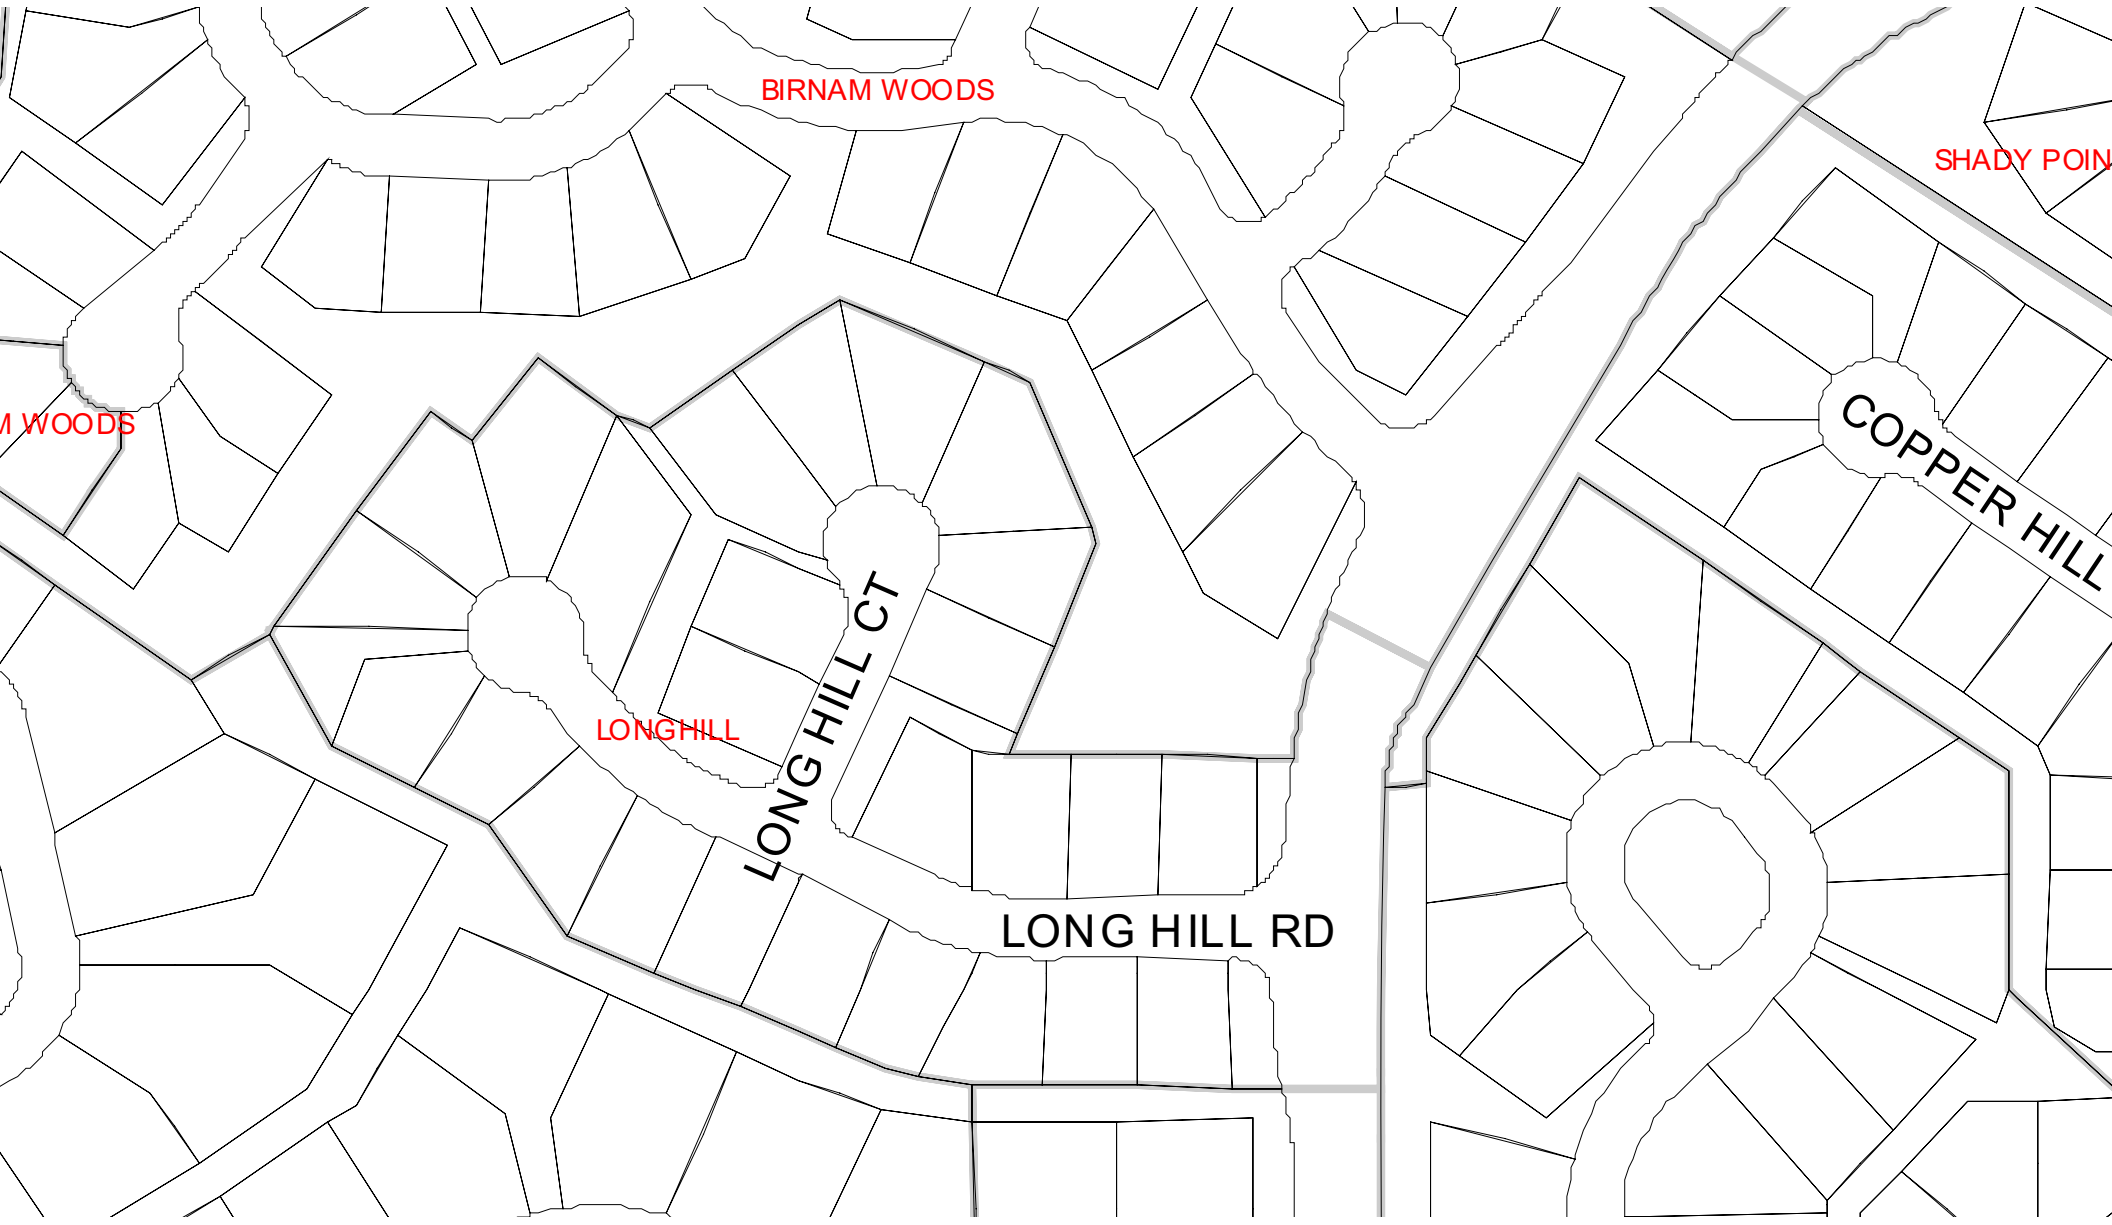 BIRNAM WOODS
SHADY POIN
M WOODS
COPPER HILL
LONG HILL CT
LONGHILL
LONG HILL RD